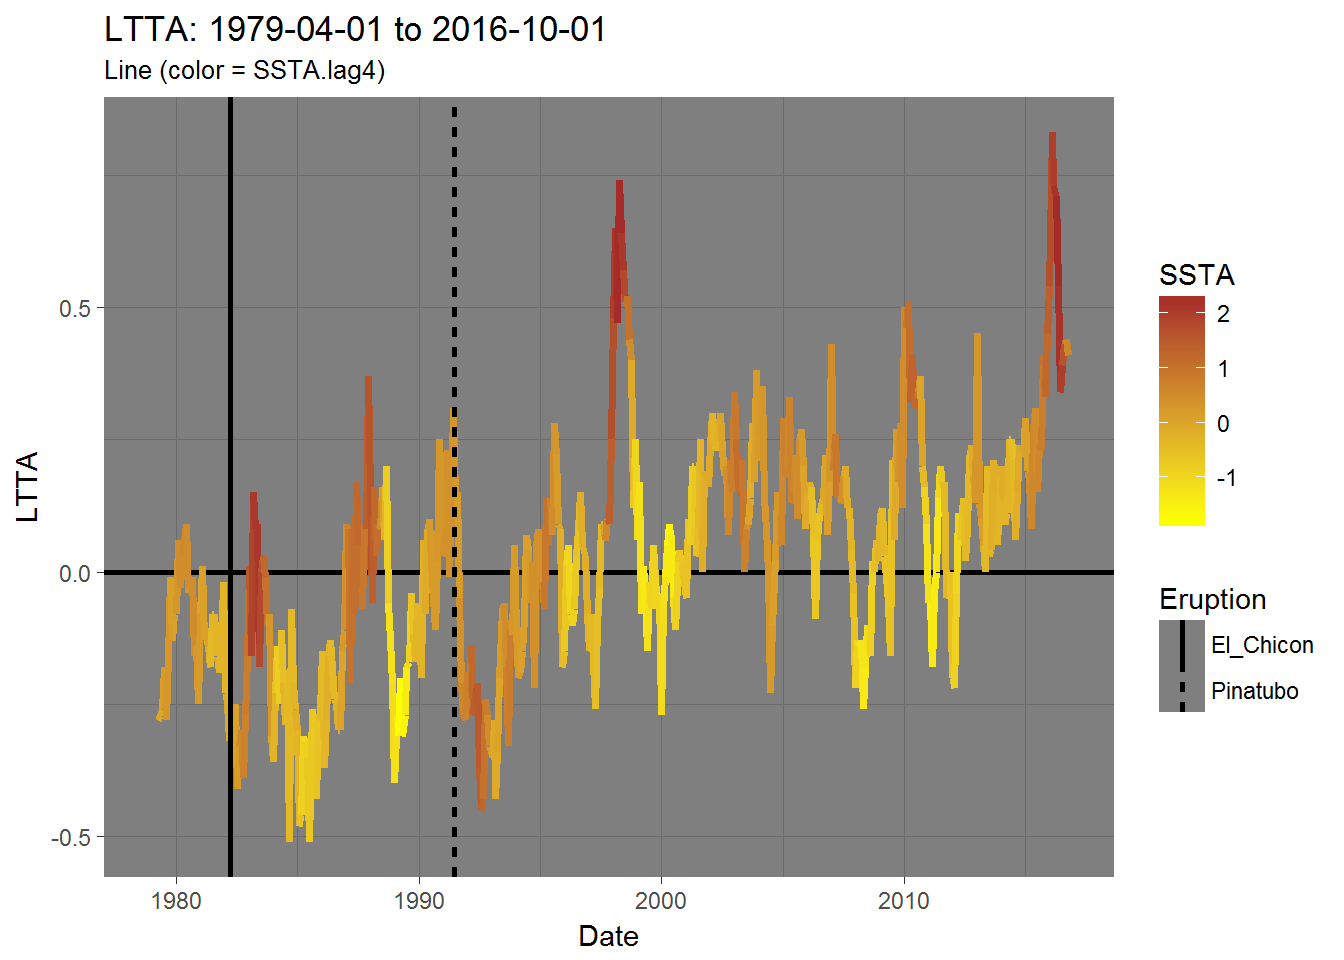 LTTA: 1979-04-01 to 2016-10-01
Line (color = SSTA.lag4)
LTTA
0.5
0.0
-0.5
1980
1990
2000
2010
Date
SSTA
2
1
0
-1
Eruption
El_Chicon
Pinatubo